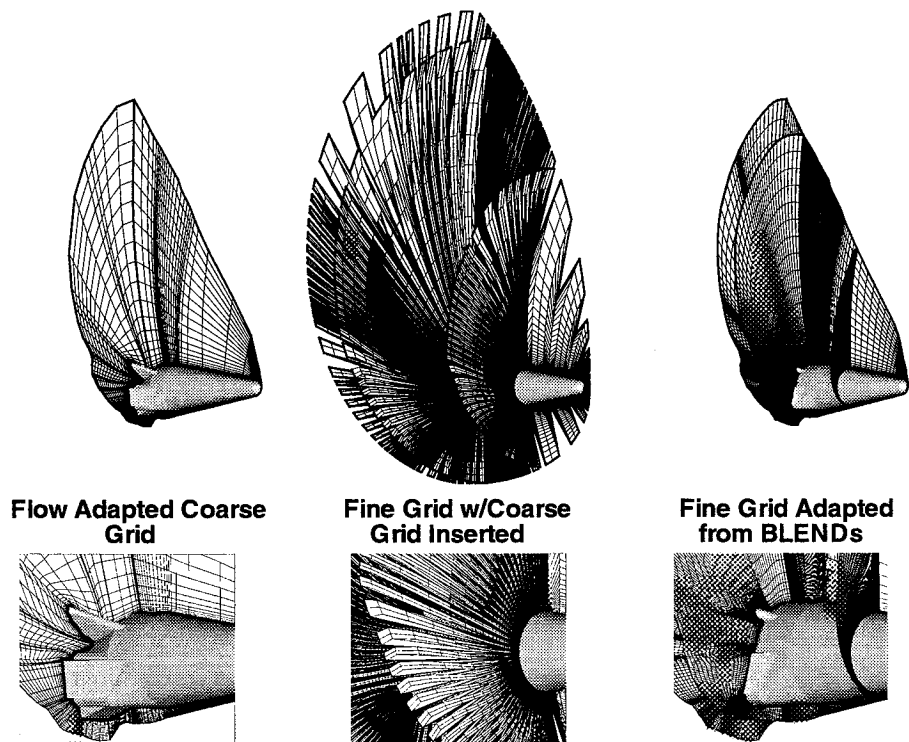 Flow Adapted Coarse
Grid
Fine Grid w/Coarse
Grid Inserted
Fine Grid Adapted
from BLENDs